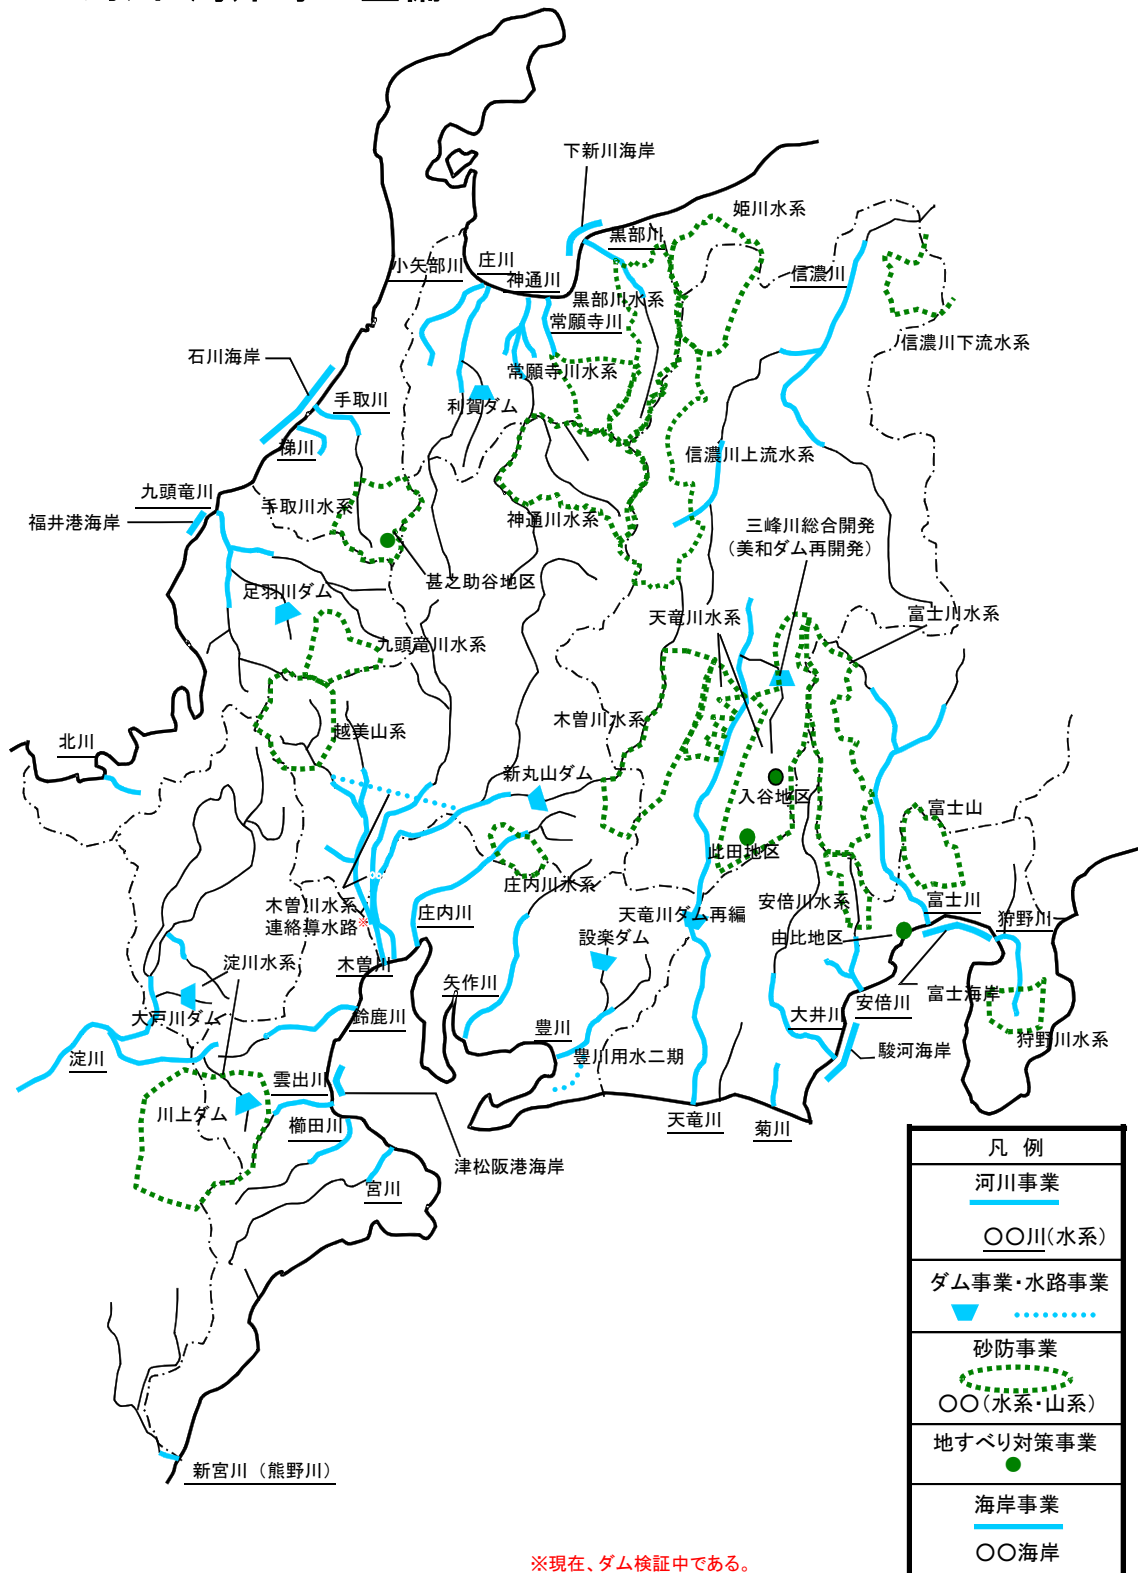 下新川海岸
姫川水系
黒部川
庄川
小矢部川
神通川
信濃川
黒部川水系
常願寺川
信濃川下流水系
石川海岸
常願寺川水系
手取川
利賀ダム
梯川
信濃川上流水系
九頭竜川
手取川水系
福井港海岸
神通川水系
三峰川総合開発
(美和ダム再開発)
甚之助谷地区
足羽川ダム
天竜川水系
富士川水系
九頭竜川水系
木曽川水系
越美山系
北川
新丸山ダム
入谷地区
富士山
此田地区
庄内川水系
木曽川水系
連絡導水路※
庄内川
天竜川ダム再編
安倍川水系
富士川
狩野川
設楽ダム
由比地区
淀川水系
木曽川
矢作川
富士海岸
大戸川ダム
鈴鹿川
豊川
大井川
安倍川
狩野川水系
淀川
豊川用水二期
駿河海岸
雲出川
川上ダム
櫛田川
天竜川
菊川
津松阪港海岸
宮川
新宮川(熊野川)
凡 例
河川事業
〇〇川(水系)
ダム事業・水路事業
砂防事業
〇〇(水系・山系)
地すべり対策事業
海岸事業
〇〇海岸
※現在、ダム検証中である。